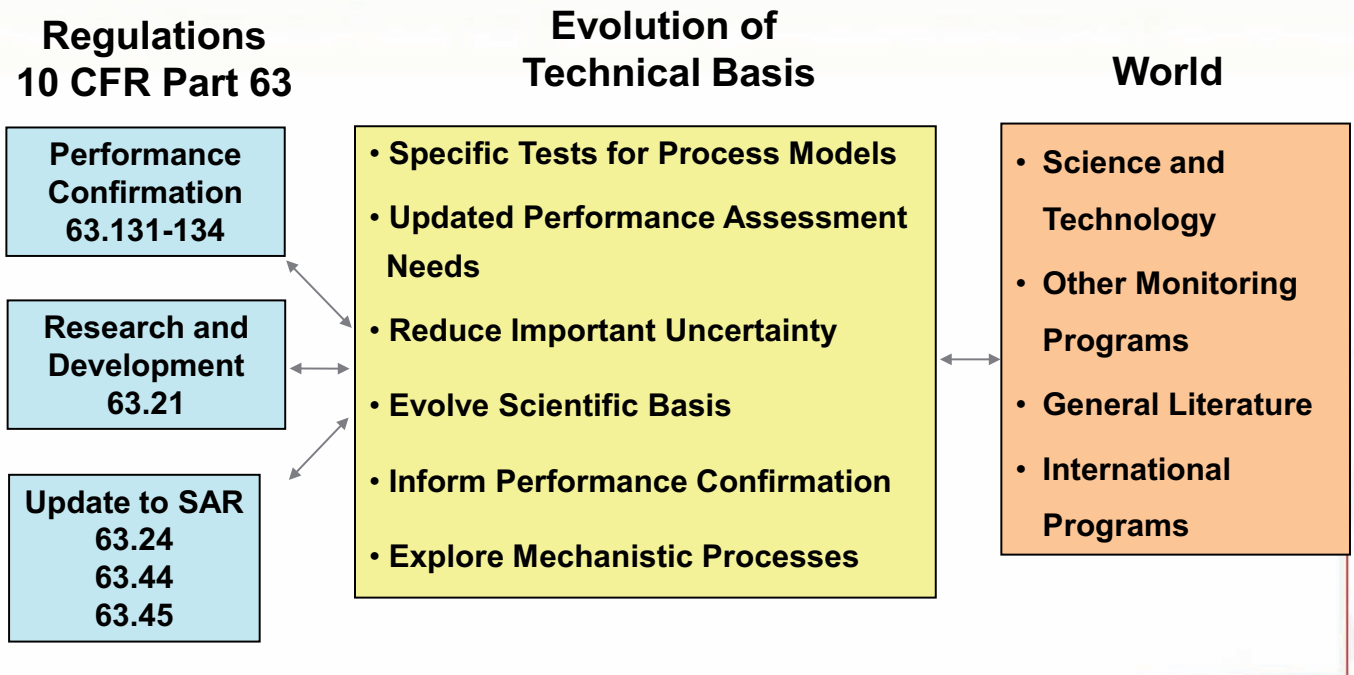 Regulations
10 CFR Part 63
Performance
Confirmation
63.131-134
Research and
Development
63.21
Update to SAR
63.24
63.44
63.45
Evolution of
Technical Basis
• Specific Tests for Process Models
• Updated Performance Assessment
Needs
• Reduce Important Uncertainty
• Evolve Scientific Basis
• Inform Performance Confirmation
• Explore Mechanistic Processes
World
• Science and
Technology
• Other Monitoring
Programs
• General Literature
• International
Programs